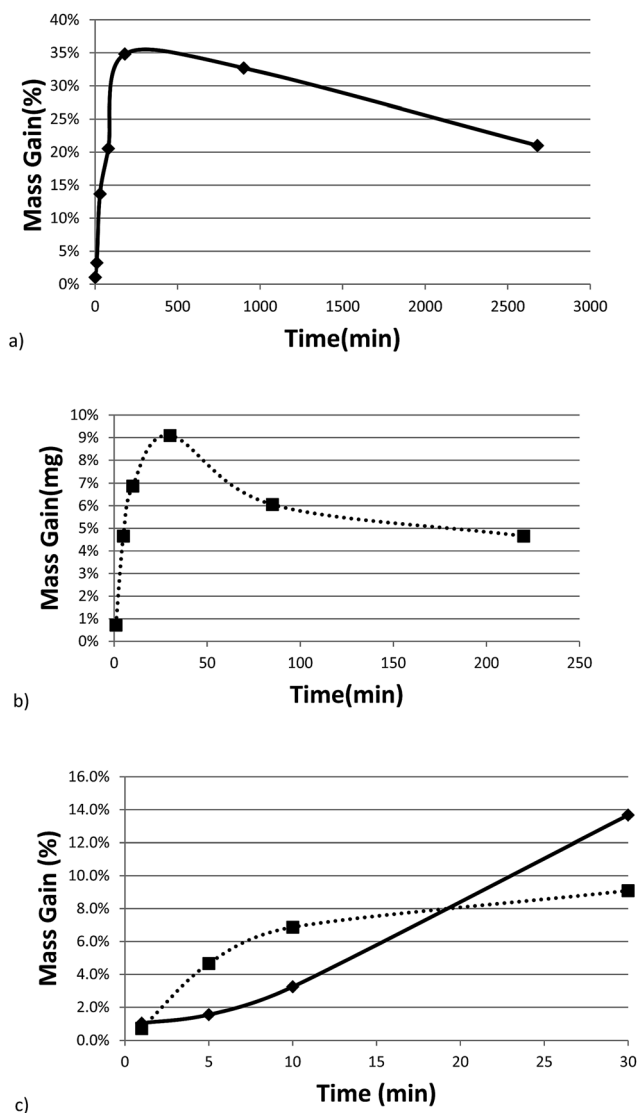 40%
35%
30%
25%
20%
15%
10%
5%
0%
Mass Gain(%)
0 500 1000 1500 2000 2500 3000
Time(min)
a)
10%
9%
8%
7%
6%
5%
4%
3%
2%
1%
0%
Mass Gain(mg)
0 50 100 150 200 250
Time(min)
b)
16.0%
14.0%
12.0%
10.0%
8.0%
6.0%
4.0%
2.0%
0.0%
Mass Gain (%)
0 5 10 15 20 25 30
Time (min)
c)